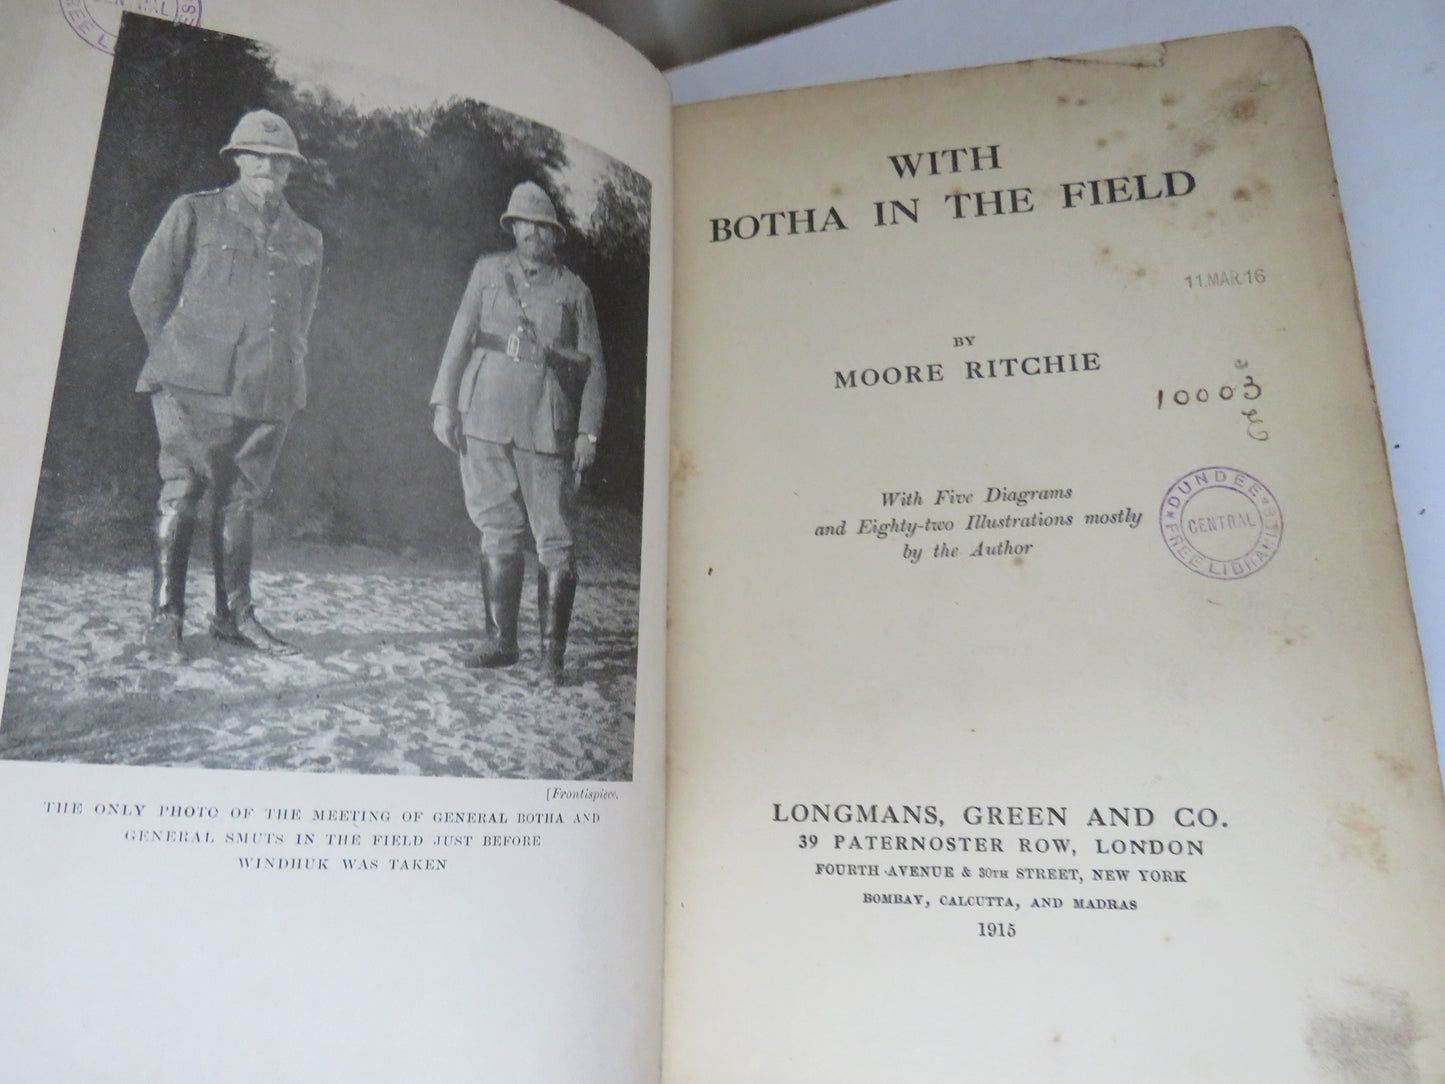 CENTRAL
FREE L
[Frontispiece.
THE ONLY PHOTO OF THE MEETING OF GENERAL BOTHA AND
GENERAL SMUTS IN THE FIELD JUST BEFORE
WINDHUK WAS TAKEN
WITH
BOTHA IN THE FIELD
11.MAR.16
BY
MOORE RITCHIE
10003
With Five Diagrams
and Eighty-two Illustrations mostly
by the Author
DUNDEE
CENTRAL
FREE LIBRARIES
LONGMANS, GREEN AND CO.
39 PATERNOSTER ROW, LONDON
FOURTH AVENUE & 30TH STREET, NEW YORK
BOMBAY, CALCUTTA, AND MADRAS
1915